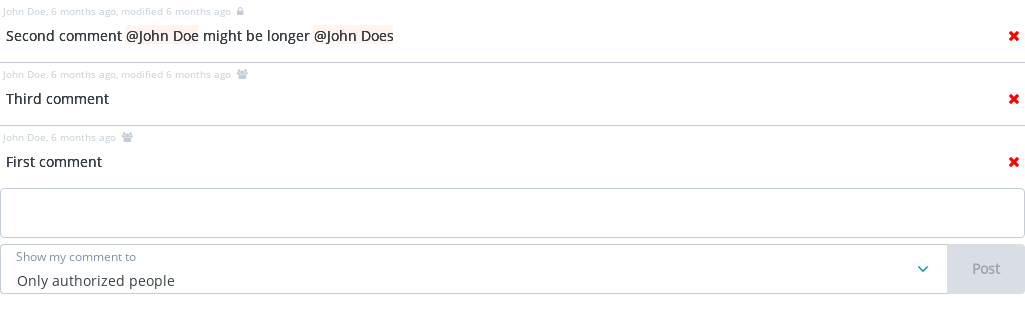 John Doe, 6 months ago, modified 6 months ago
Second comment @John Doe might be longer @John Does
John Doe, 6 months ago, modified 6 months ago
Third comment
John Doe, 6 months ago
First comment
Show my comment to
Only authorized people
Post